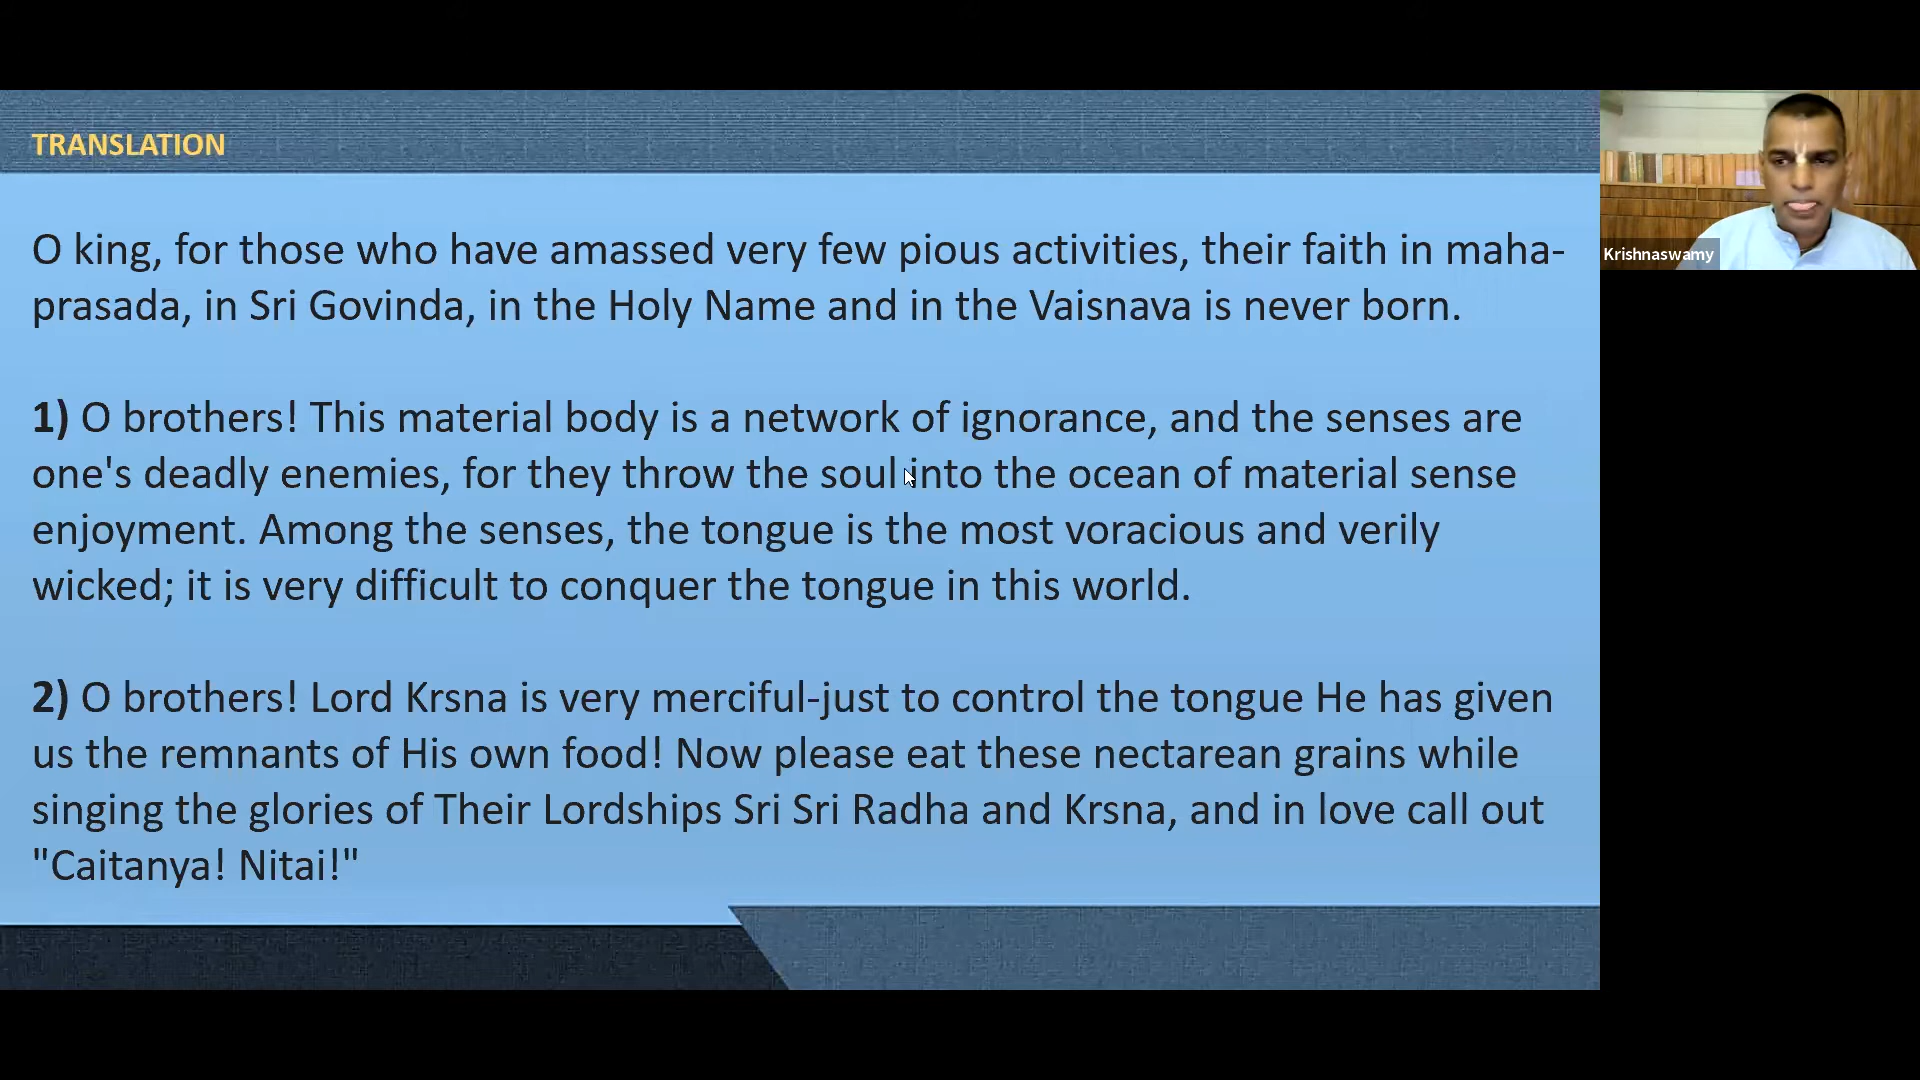 TRANSLATION
O king, for those who have amassed very few pious activities, their faith in maha-
prasada, in Sri Govinda, in the Holy Name and in the Vaisnava is never born.
1) O brothers! This material body is a network of ignorance, and the senses are
one's deadly enemies, for they throw the soul into the ocean of material sense
enjoyment. Among the senses, the tongue is the most voracious and verily
wicked; it is very difficult to conquer the tongue in this world.
2) O brothers! Lord Krsna is very merciful-just to control the tongue He has given
us the remnants of His own food! Now please eat these nectarean grains while
singing the glories of Their Lordships Sri Sri Radha and Krsna, and in love call out
"Caitanya! Nitai!"
Krishnaswamy